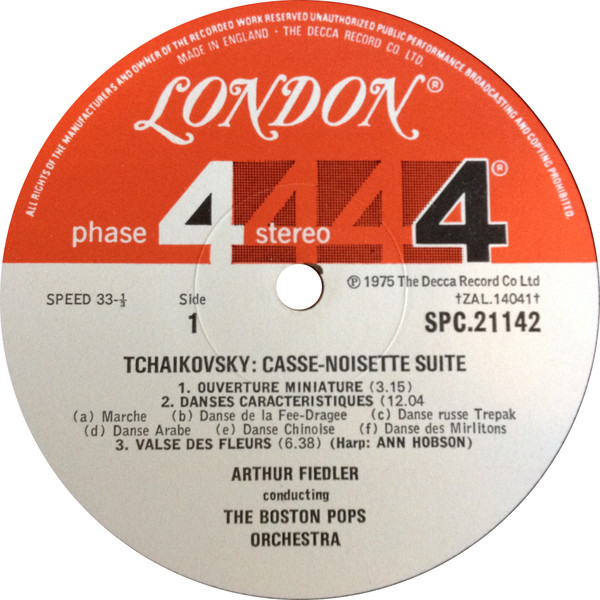 ALL RIGHTS OF THE MANUFACTURERS AND OWNER OF THE RECORDED WORK RESERVED UNAUTHORIZED PUBLIC PERFORMANCE, BROADCASTING AND COPYING PROHIBITED.
MADE IN ENGLAND · THE DECCA RECORD CO. LTD.
LONDON®
phase 4 stereo 4 4 4®
Ⓟ 1975 The Decca Record Co Ltd
SPEED 33-⅓ Side †ZAL.14041†
1 SPC.21142
TCHAIKOVSKY: CASSE-NOISETTE SUITE
1. OUVERTURE MINIATURE (3.15)
2. DANSES CARACTERISTIQUES (12.04
(a) Marche (b) Danse de la Fee-Dragee (c) Danse russe Trepak
(d) Danse Arabe (e) Danse Chinoise (f) Danse des Mirlitons
3. VALSE DES FLEURS (6.38) (Harp: ANN HOBSON)
ARTHUR FIEDLER
conducting
THE BOSTON POPS
ORCHESTRA